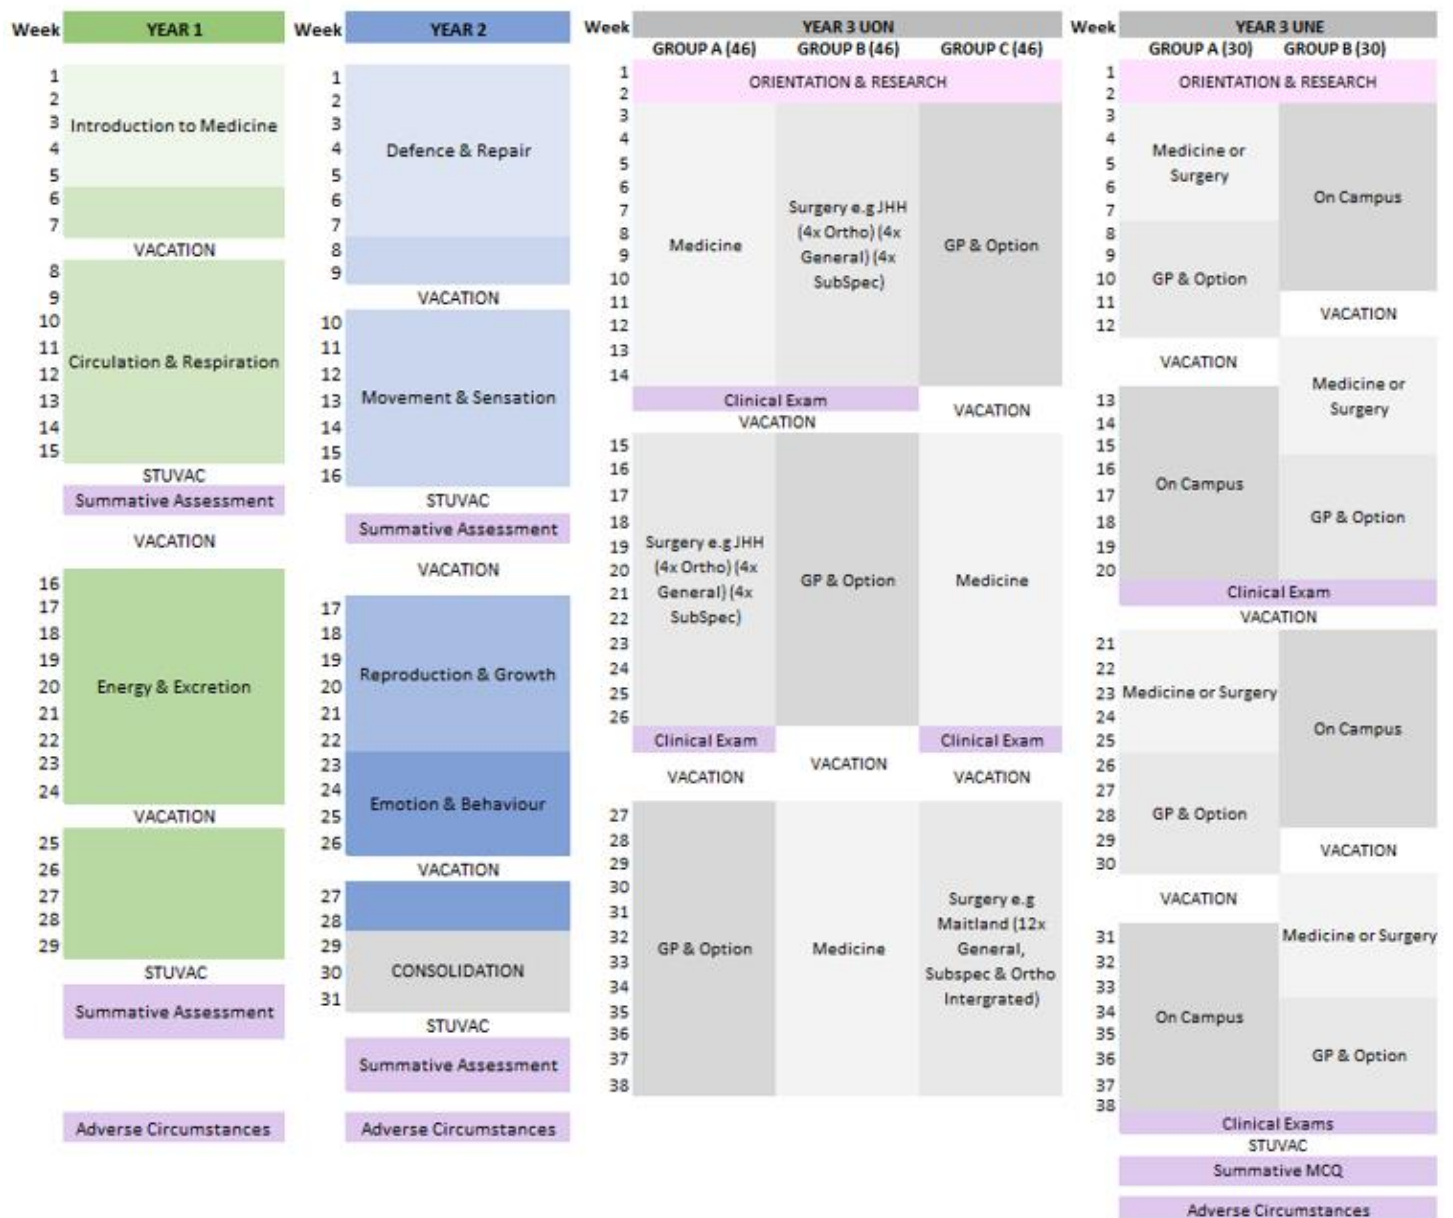 Week YEAR 1
1
2
3 Introduction to Medicine
4
5
6
7
VACATION
8
9
10
11 Circulation & Respiration
12
13
14
15
STUVAC
Summative Assessment
VACATION
16
17
18
19
20 Energy & Excretion
21
22
23
24
VACATION
25
26
27
28
29
STUVAC
Summative Assessment
Adverse Circumstances
Week YEAR 2
1
2
3
4 Defence & Repair
5
6
7
8
9
VACATION
10
11
12
13 Movement & Sensation
14
15
16
STUVAC
Summative Assessment
VACATION
17
18
19
20 Reproduction & Growth
21
22
23
24 Emotion & Behaviour
25
26
VACATION
27
28
29
30 CONSOLIDATION
31
STUVAC
Summative Assessment
Adverse Circumstances
Week YEAR 3 UON
GROUP A (46) GROUP B (46) GROUP C (46)
1 ORIENTATION & RESEARCH
2
3
4
5
6
7
8
9
10
11
12
13
14
Medicine
Surgery e.g JHH
(4x Ortho) (4x
General) (4x
SubSpec)
GP & Option
Clinical Exam
VACATION
VACATION
15
16
17
18
19
20
21
22
23
24
25
26
Surgery e.g JHH
(4x Ortho) (4x
General) (4x
SubSpec)
GP & Option
Medicine
Clinical Exam
Clinical Exam
VACATION
VACATION
VACATION
27
28
29
30
31
32
33
34
35
36
37
38
GP & Option
Medicine
Surgery e.g
Maitland (12x
General,
Subspec & Ortho
Intergrated)
Week YEAR 3 UNE
GROUP A (30) GROUP B (30)
1 ORIENTATION & RESEARCH
2
3
4
5
6
7
8
9
10
11
12
Medicine or
Surgery
GP & Option
VACATION
On Campus
VACATION
13
14
15
16
17
18
19
20
On Campus
Medicine or
Surgery
GP & Option
Clinical Exam
VACATION
21
22
23
24
25
26
27
28
29
30
Medicine or Surgery
GP & Option
VACATION
On Campus
VACATION
31
32
33
34
35
36
37
38
On Campus
Medicine or Surgery
GP & Option
Clinical Exams
STUVAC
Summative MCQ
Adverse Circumstances